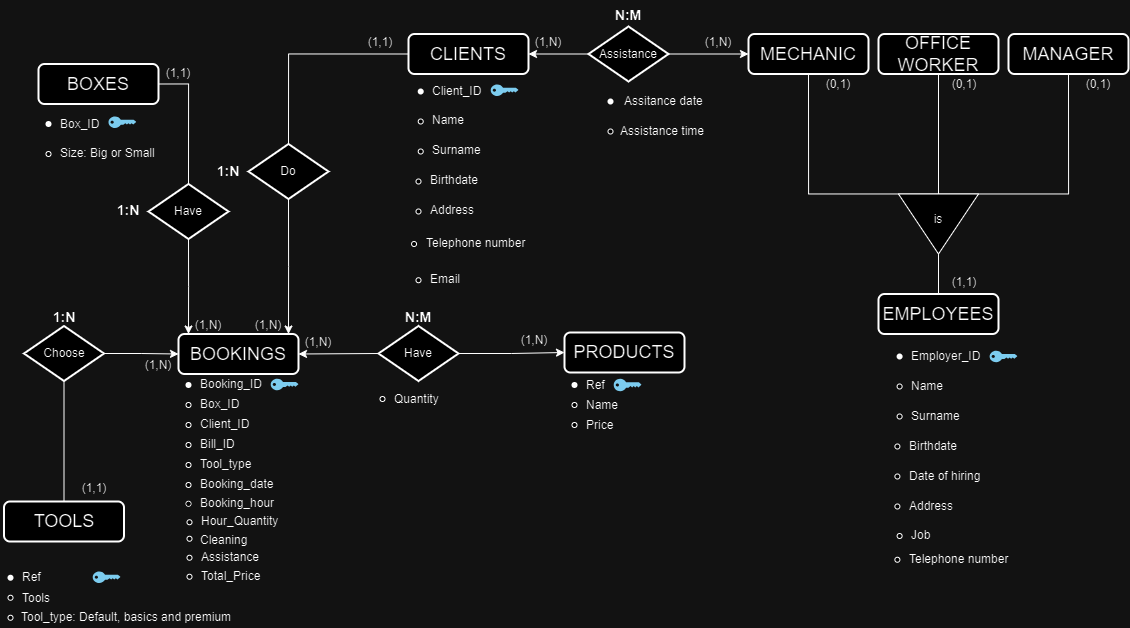 N:M
(1,1)
CLIENTS
(1,N)
Assistance
(1,N)
MECHANIC
OFFICE
WORKER
MANAGER
BOXES
(1,1)
(0,1)
(0,1)
(0,1)
Client_ID
Assitance date
Box_ID
Name
Assistance time
Size: Big or Small
Surname
1:N
Do
Birthdate
1:N
Have
Address
is
Telephone number
Email
(1,1)
1:N
(1,N)
(1,N)
N:M
EMPLOYEES
Choose
(1,N)
BOOKINGS
(1,N)
Have
(1,N)
PRODUCTS
Booking_ID
Box_ID
Client_ID
Bill_ID
Tool_type
Booking_date
Booking_hour
Hour_Quantity
Cleaning
Assistance
Total_Price
Quantity
Ref
Name
Price
Employer_ID
Name
Surname
Birthdate
Date of hiring
Address
Job
Telephone number
(1,1)
TOOLS
Ref
Tools
Tool_type: Default, basics and premium